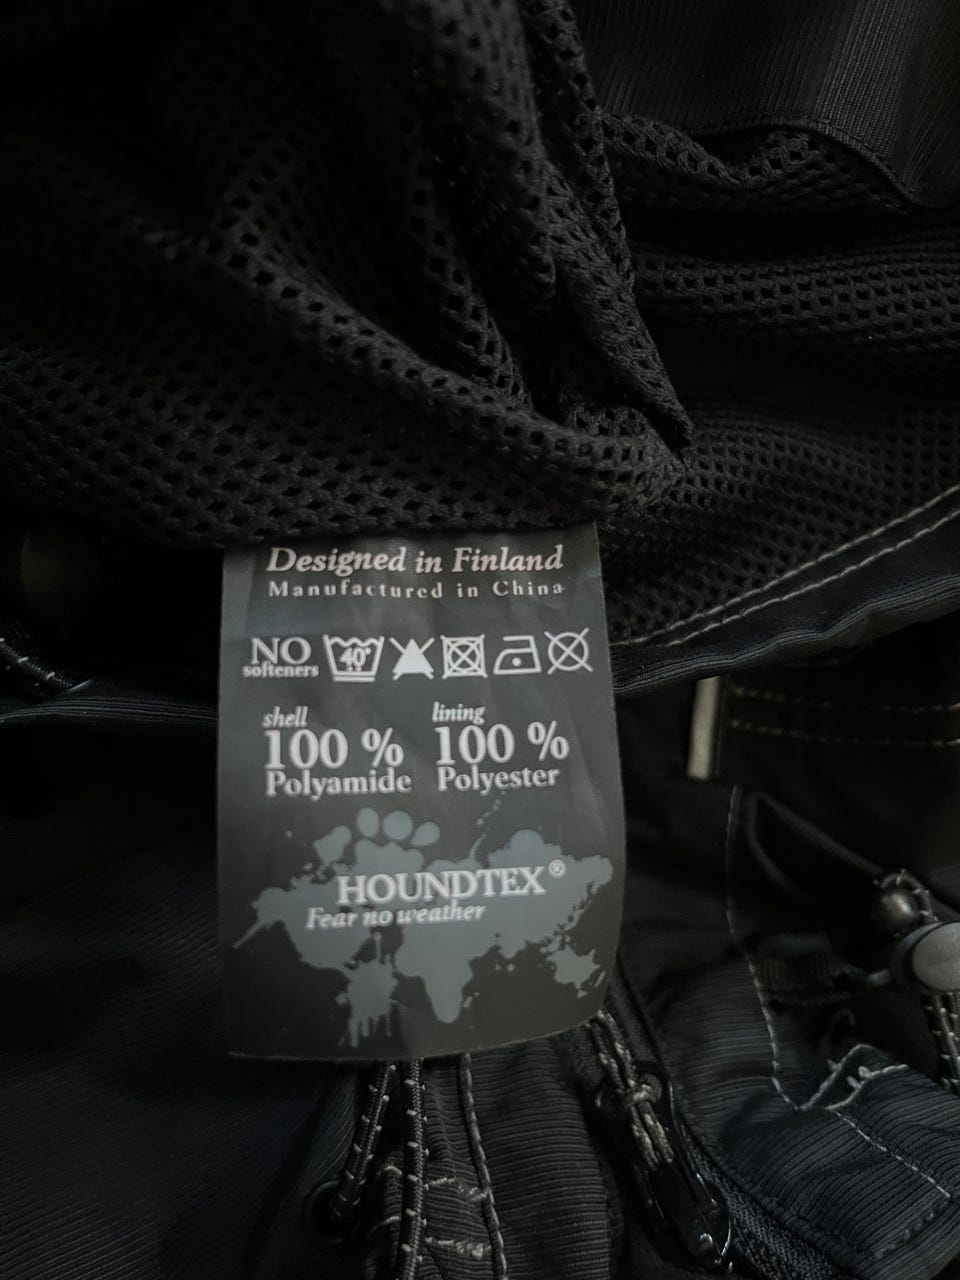 Designed in Finland
Manufactured in China
NO
softeners
40°
shell
100 %
Polyamide
lining
100 %
Polyester
HOUNDTEX®
Fear no weather